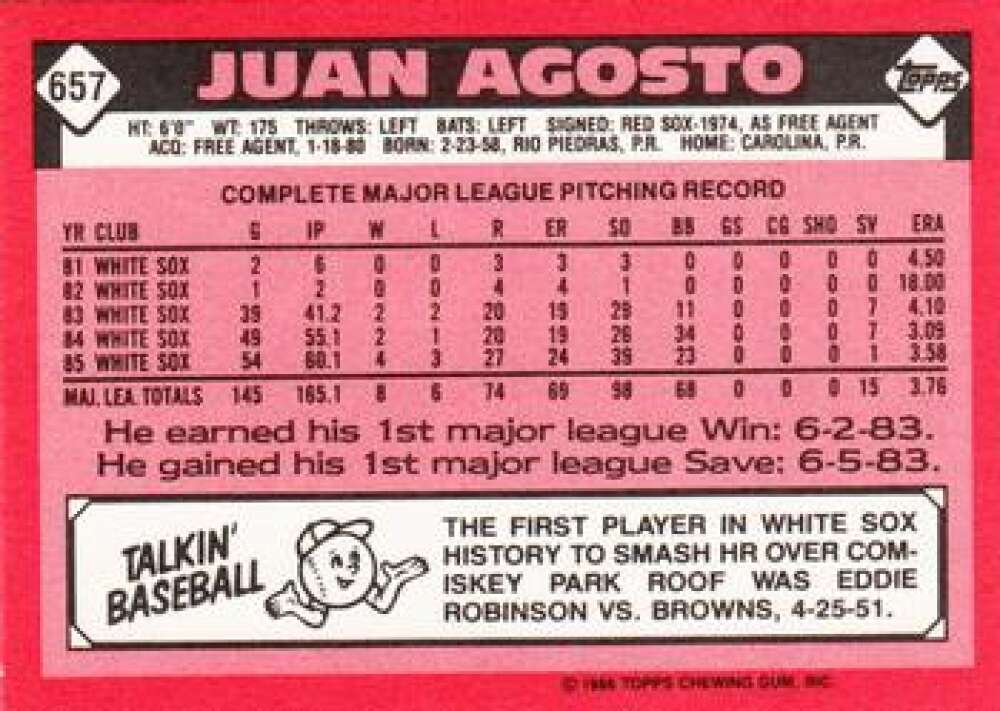 657
JUAN AGOSTO
TOPPS
HT: 6'0" WT: 175 THROWS: LEFT BATS: LEFT SIGNED: RED SOX-1974, AS FREE AGENT
ACQ: FREE AGENT, 1-18-80 BORN: 2-23-58, RIO PIEDRAS, P.R. HOME: CAROLINA, P.R.
COMPLETE MAJOR LEAGUE PITCHING RECORD
YR CLUB G IP W L R ER SO BB GS CG SHO SV ERA
81 WHITE SOX 2 6 0 0 3 3 3 0 0 0 0 0 4.50
82 WHITE SOX 1 2 0 0 4 4 1 0 0 0 0 0 18.00
83 WHITE SOX 39 41.2 2 2 20 19 29 11 0 0 0 7 4.10
84 WHITE SOX 49 55.1 2 1 20 19 26 34 0 0 0 7 3.09
85 WHITE SOX 54 60.1 4 3 27 24 39 23 0 0 0 1 3.58
MAJ. LEA. TOTALS 145 165.1 8 6 74 69 98 68 0 0 0 15 3.76
He earned his 1st major league Win: 6-2-83.
He gained his 1st major league Save: 6-5-83.
TALKIN'
BASEBALL
THE FIRST PLAYER IN WHITE SOX
HISTORY TO SMASH HR OVER COM-
ISKEY PARK ROOF WAS EDDIE
ROBINSON VS. BROWNS, 4-25-51.
© 1986 TOPPS CHEWING GUM, INC.